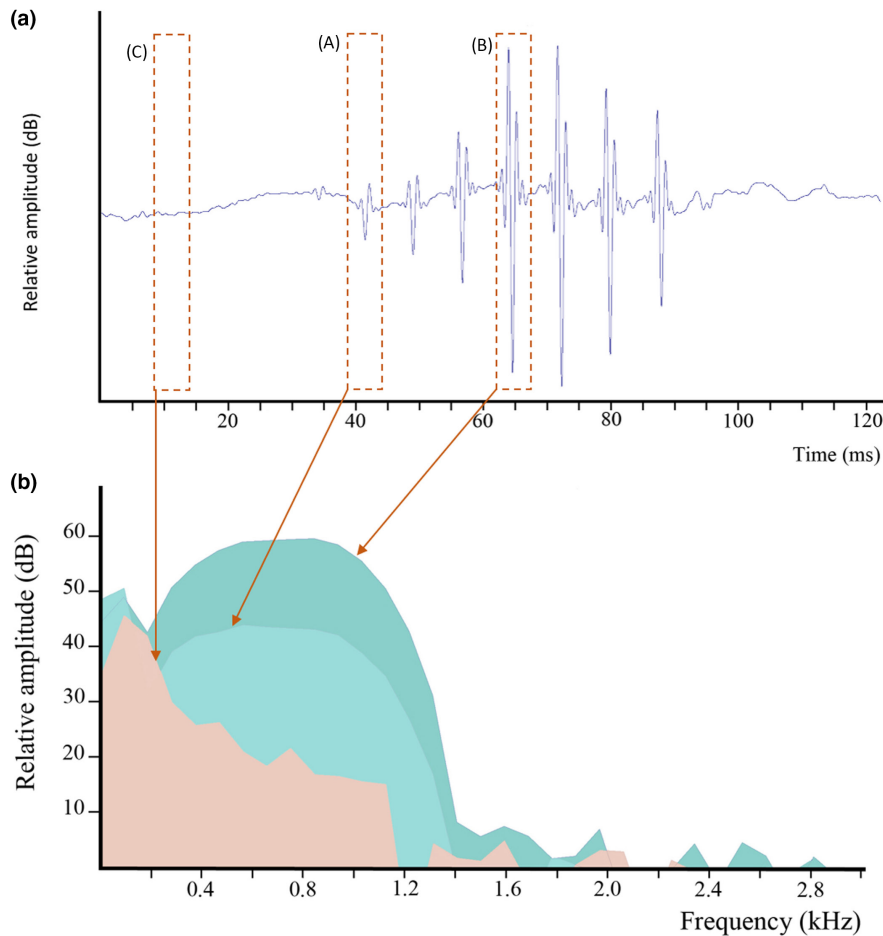 (a)
(C)
(A)
(B)
Relative amplitude (dB)
20
40
60
80
100
120
Time (ms)
(b)
Relative amplitude (dB)
60
50
40
30
20
10
0.4
0.8
1.2
1.6
2.0
2.4
2.8
Frequency (kHz)